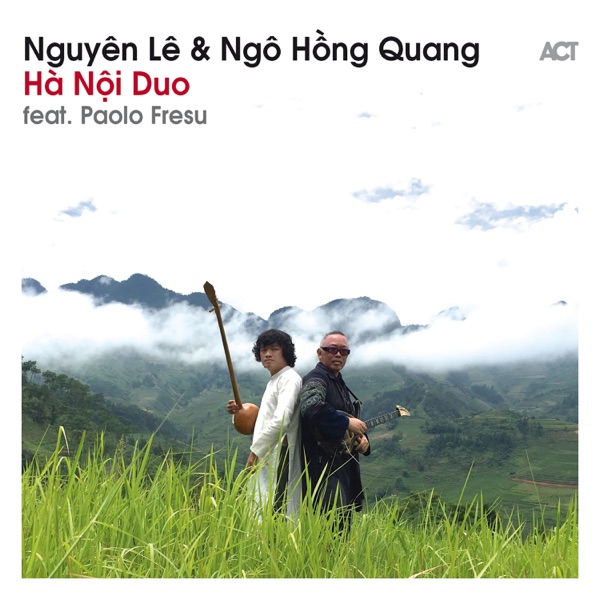 Nguyên Lê & Ngô Hồng Quang
ACT
Hà Nội Duo
feat. Paolo Fresu